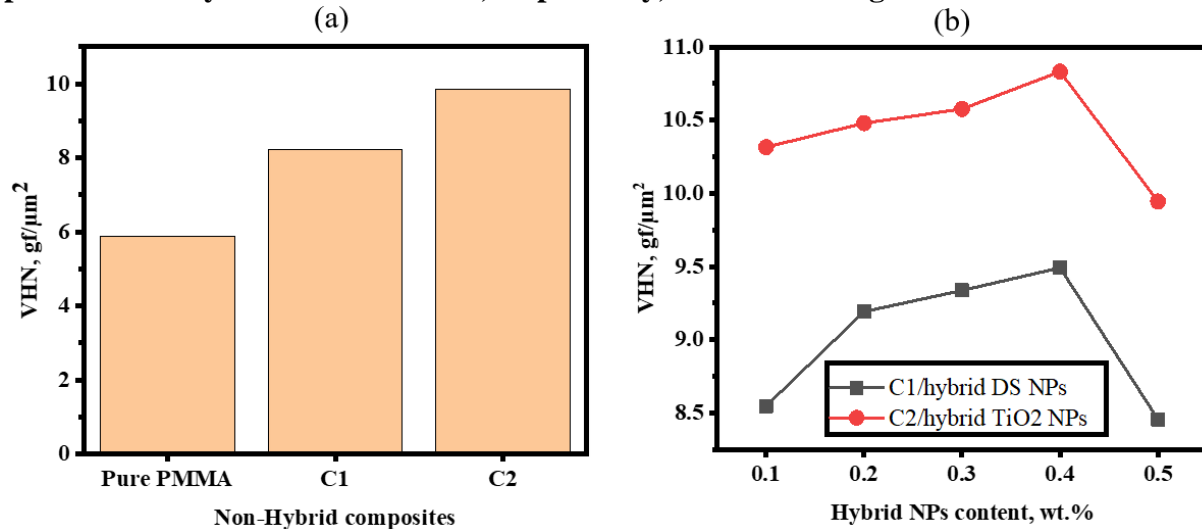 (a)
(b)
VHN, gf/μm²
10
8
6
4
2
0
Pure PMMA C1 C2
Non-Hybrid composites
VHN, gf/μm²
11.0
10.5
10.0
9.5
9.0
8.5
C1/hybrid DS NPs
C2/hybrid TiO2 NPs
0.1 0.2 0.3 0.4 0.5
Hybrid NPs content, wt.%